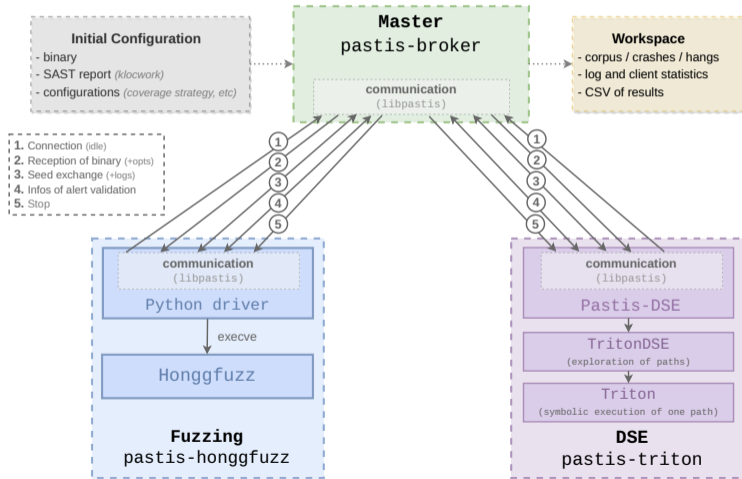 Initial Configuration
- binary
- SAST report (klocwork)
- configurations (coverage strategy, etc)
Master
pastis-broker
communication
(libpastis)
Workspace
- corpus / crashes / hangs
- log and client statistics
- CSV of results
1. Connection (idle)
2. Reception of binary (+opts)
3. Seed exchange (+logs)
4. Infos of alert validation
5. Stop
1
2
3
4
5
1
2
3
4
5
communication
(libpastis)
Python driver
execve
Honggfuzz
Fuzzing
pastis-honggfuzz
communication
(libpastis)
Pastis-DSE
TritonDSE
(exploration of paths)
Triton
(symbolic execution of one path)
DSE
pastis-triton